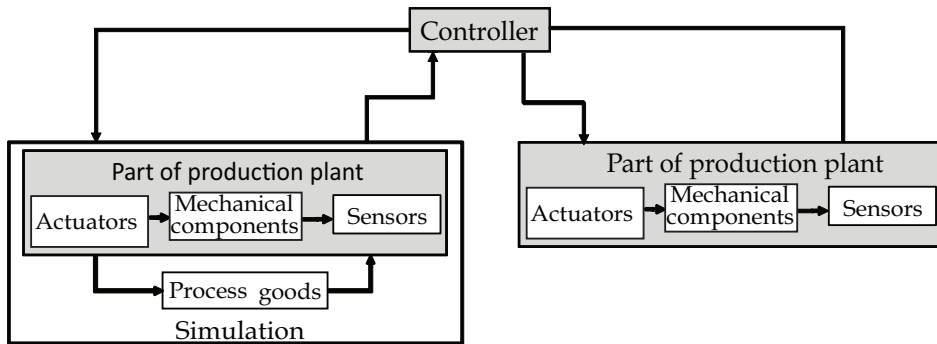 Controller
Part of production plant
Actuators
Mechanical
components
Sensors
Process goods
Simulation
Part of production plant
Actuators
Mechanical
components
Sensors